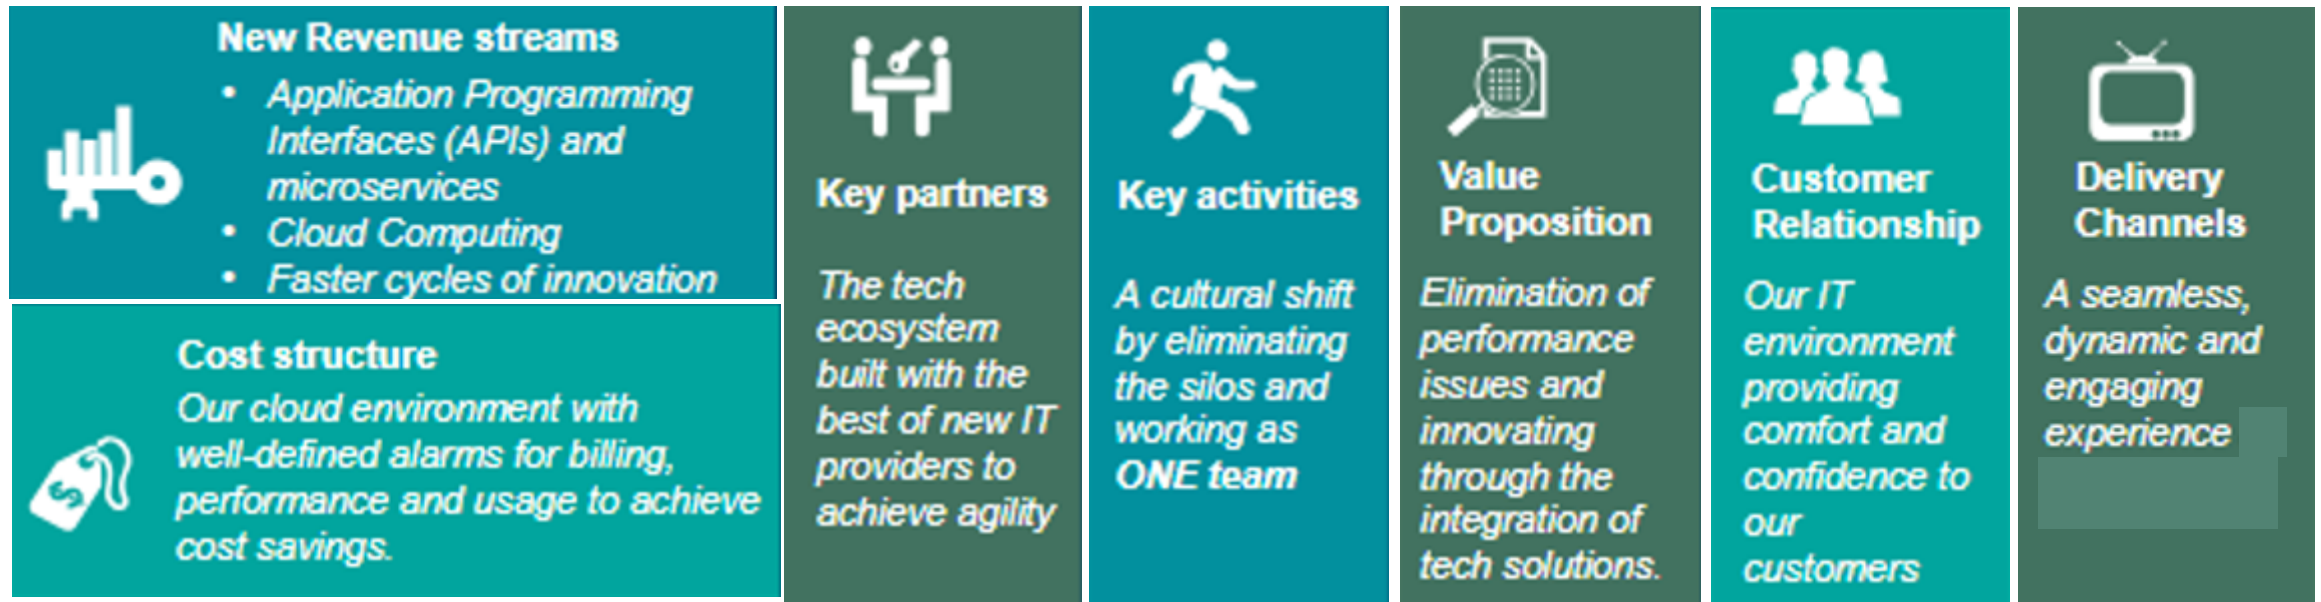 New Revenue streams
• Application Programming
Interfaces (APIs) and
microservices
• Cloud Computing
• Faster cycles of innovation
Cost structure
Our cloud environment with
well-defined alarms for billing,
performance and usage to achieve
cost savings.
$
Key partners
The tech
ecosystem
built with the
best of new IT
providers to
achieve agility
Key activities
A cultural shift
by eliminating
the silos and
working as
ONE team
Value
Proposition
Elimination of
performance
issues and
innovating
through the
integration of
tech solutions.
Customer
Relationship
Our IT
environment
providing
comfort and
confidence to
our
customers
Delivery
Channels
A seamless,
dynamic and
engaging
experience